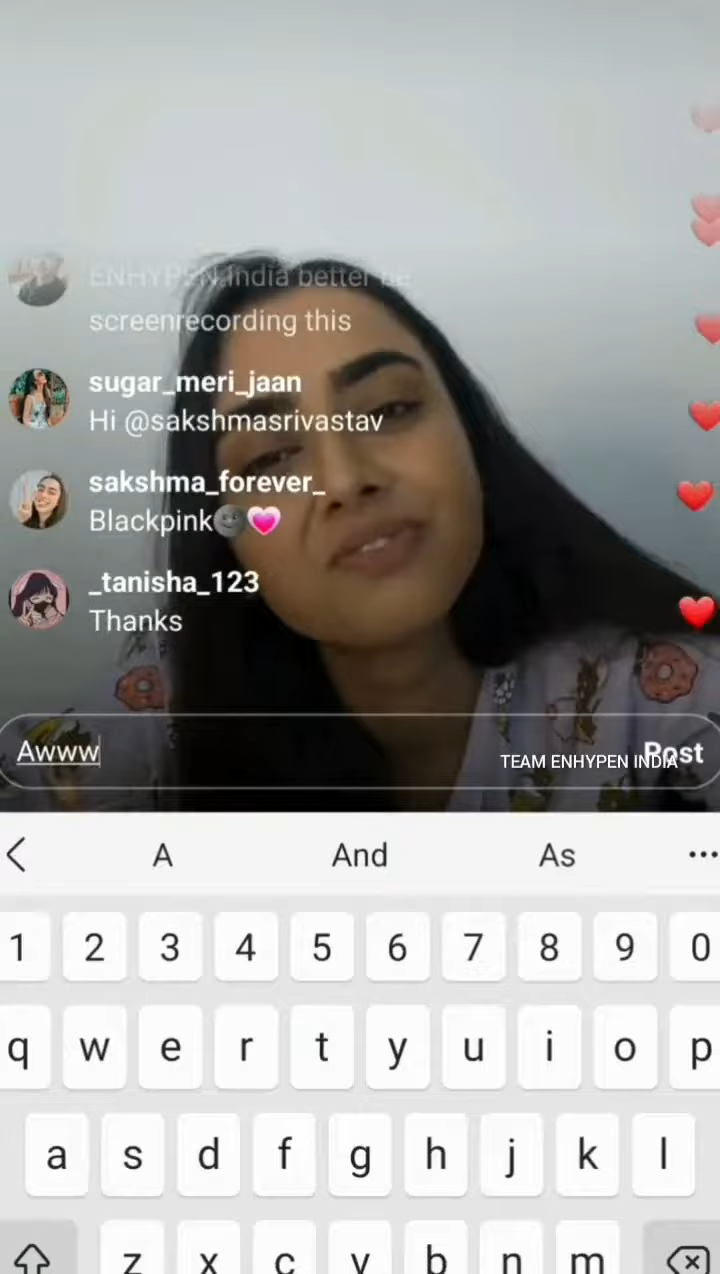 ENHYPEN.India better be
screenrecording this
sugar_meri_jaan
Hi @sakshmasrivastav
sakshma_forever_
Blackpink🌚💗
_tanisha_123
Thanks
Awww
Post
TEAM ENHYPEN INDIA
A And As
1 2 3 4 5 6 7 8 9 0
q w e r t y u i o p
a s d f g h j k l
z x c v b n m